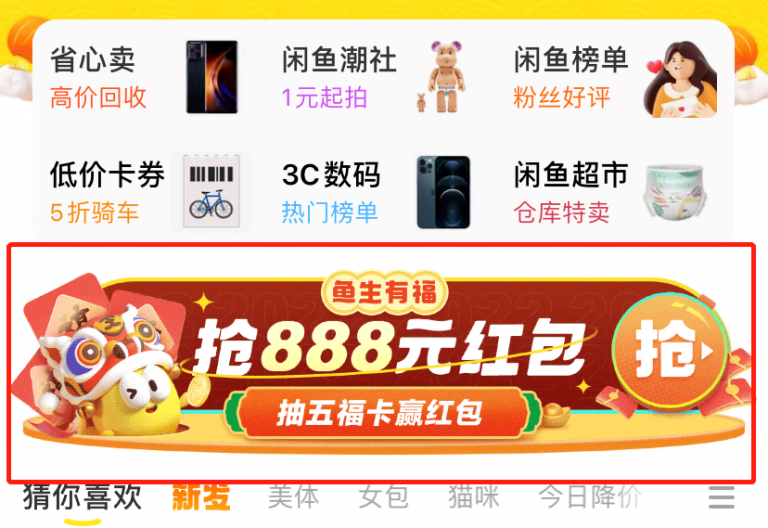 省心卖
高价回收
闲鱼潮社
1元起拍
闲鱼榜单
粉丝好评
低价卡券
5折骑车
3C数码
热门榜单
闲鱼超市
仓库特卖
鱼生有福
抢888元红包
抢
抽五福卡赢红包
猜你喜欢 新发 美体 女包 猫咪 今日降价